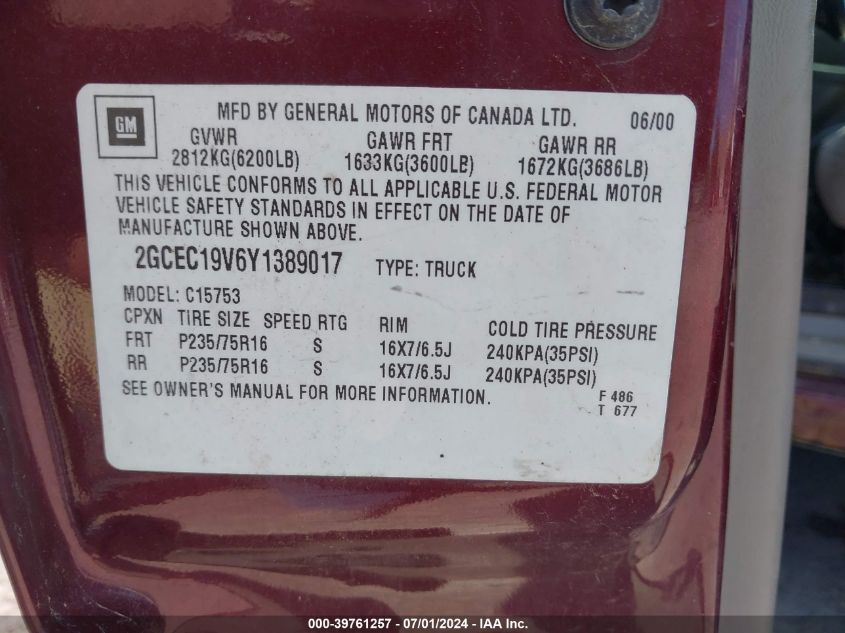 GM
MFD BY GENERAL MOTORS OF CANADA LTD. 06/00
GVWR GAWR FRT GAWR RR
2812KG(6200LB) 1633KG(3600LB) 1672KG(3686LB)
THIS VEHICLE CONFORMS TO ALL APPLICABLE U.S. FEDERAL MOTOR
VEHICLE SAFETY STANDARDS IN EFFECT ON THE DATE OF
MANUFACTURE SHOWN ABOVE.
2GCEC19V6Y1389017 TYPE: TRUCK
MODEL: C15753
CPXN TIRE SIZE SPEED RTG RIM COLD TIRE PRESSURE
FRT P235/75R16 S 16X7/6.5J 240KPA(35PSI)
RR P235/75R16 S 16X7/6.5J 240KPA(35PSI)
SEE OWNER'S MANUAL FOR MORE INFORMATION. F 486
T 677
000-39761257 - 07/01/2024 - IAA Inc.